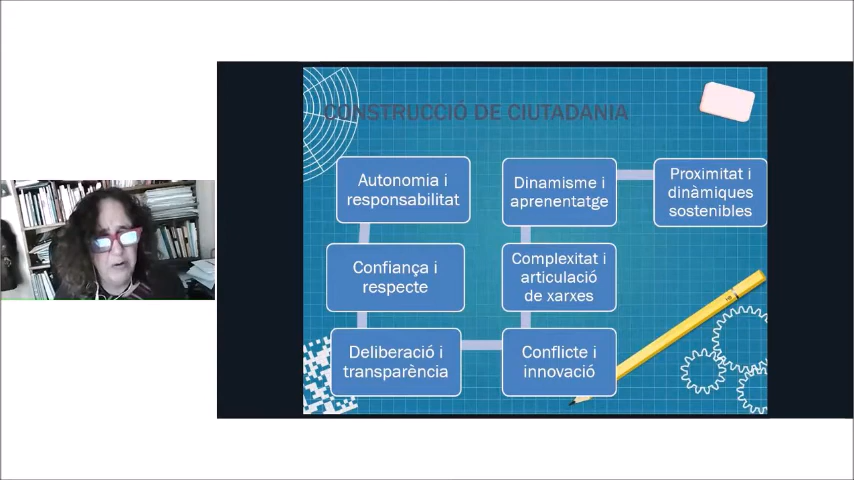 CONSTRUCCIÓ DE CIUTADANIA
Autonomia i
responsabilitat
Confiança i
respecte
Deliberació i
transparència
Conflicte i
innovació
Complexitat i
articulació
de xarxes
Dinamisme i
aprenentatge
Proximitat i
dinàmiques
sostenibles